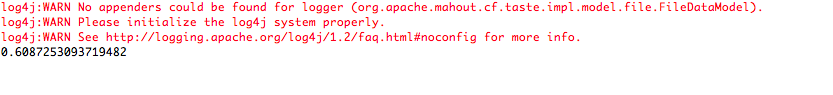 log4j:WARN No appenders could be found for logger (org.apache.mahout.cf.taste.impl.model.file.FileDataModel).
log4j:WARN Please initialize the log4j system properly.
log4j:WARN See http://logging.apache.org/log4j/1.2/faq.html#noconfig for more info.
0.6087253093719482